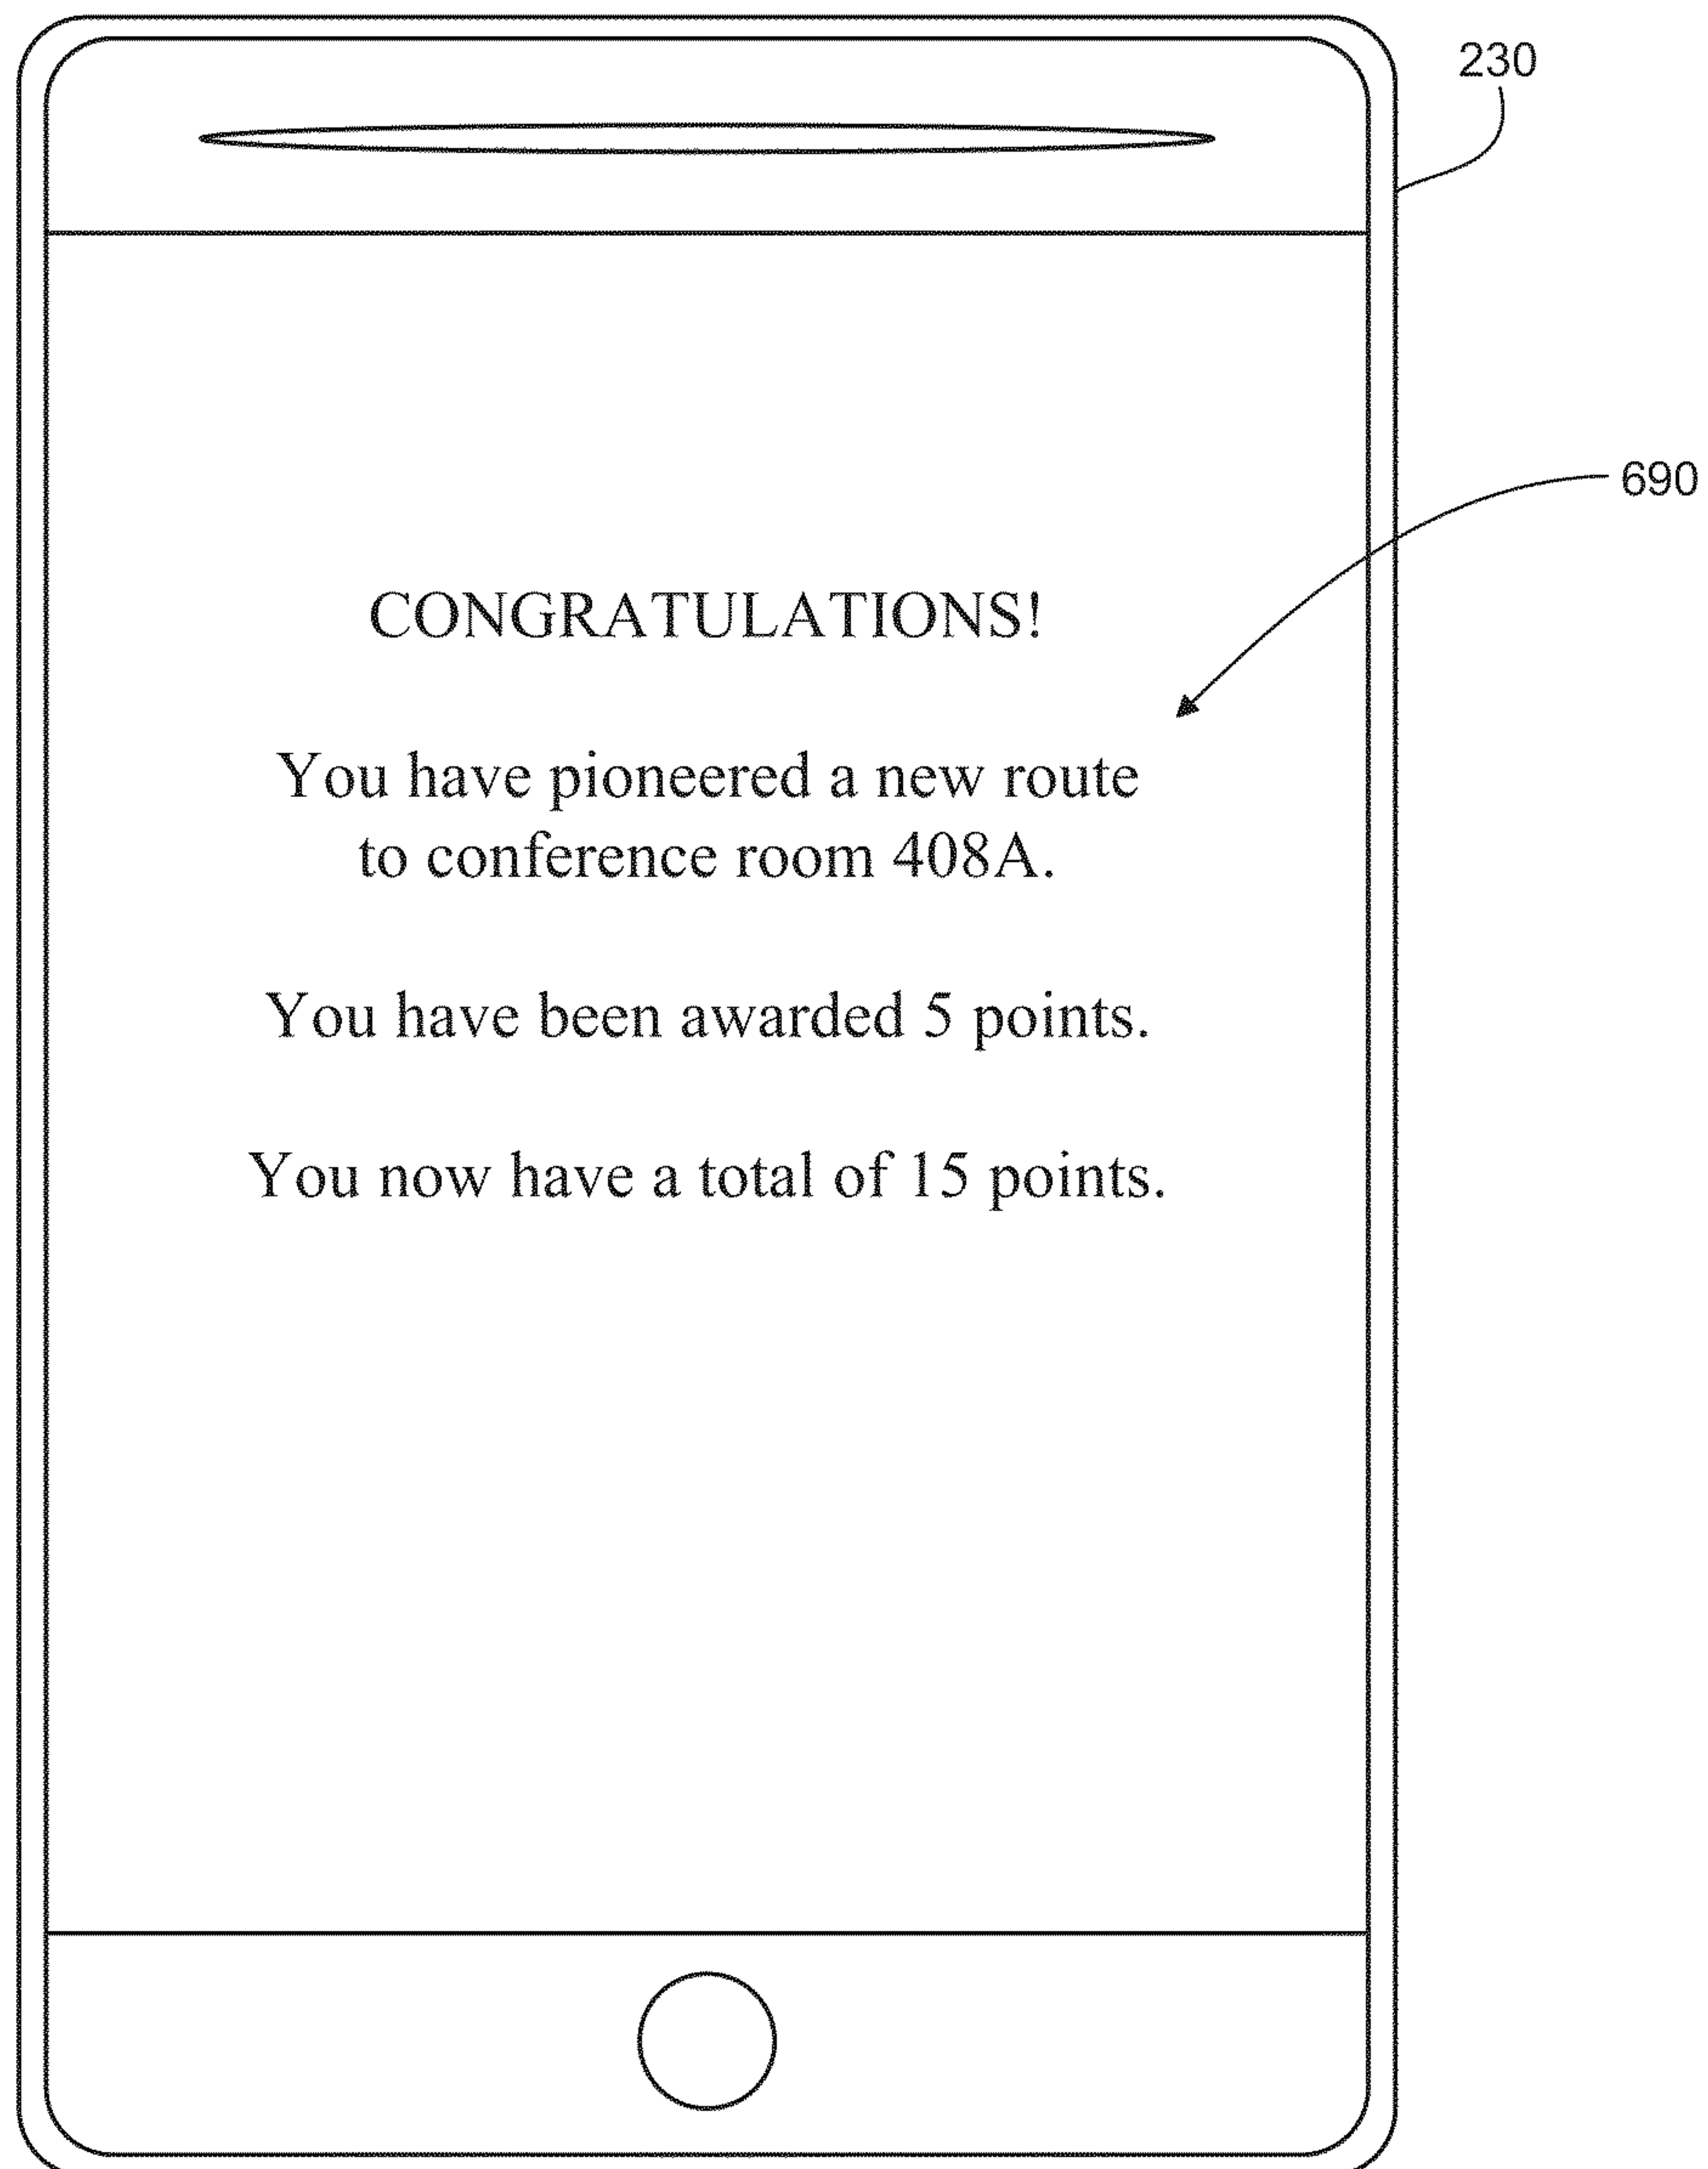 230
690
CONGRATULATIONS!
You have pioneered a new route
to conference room 408A.
You have been awarded 5 points.
You now have a total of 15 points.